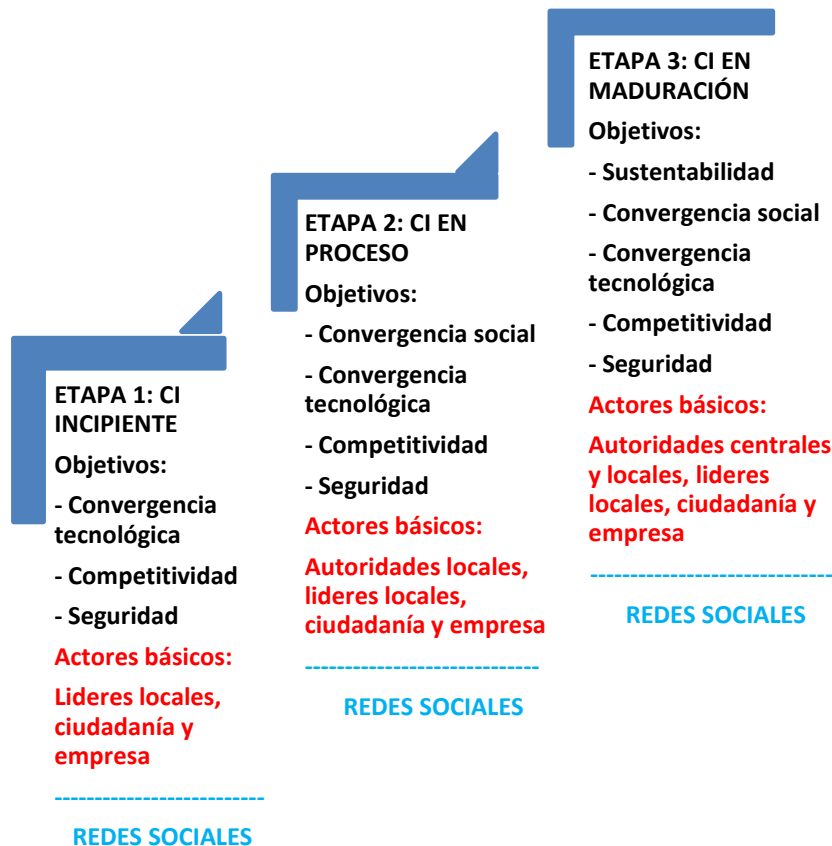 ETAPA 1: CI
INCIPIENTE
Objetivos:
- Convergencia
tecnológica
- Competitividad
- Seguridad
Actores básicos:
Lideres locales,
ciudadanía y
empresa
--------------------------
REDES SOCIALES
ETAPA 2: CI EN
PROCESO
Objetivos:
- Convergencia social
- Convergencia
tecnológica
- Competitividad
- Seguridad
Actores básicos:
Autoridades locales,
lideres locales,
ciudadanía y empresa
-----------------------------
REDES SOCIALES
ETAPA 3: CI EN
MADURACIÓN
Objetivos:
- Sustentabilidad
- Convergencia social
- Convergencia
tecnológica
- Competitividad
- Seguridad
Actores básicos:
Autoridades centrales
y locales, lideres
locales, ciudadanía y
empresa
------------------------------
REDES SOCIALES